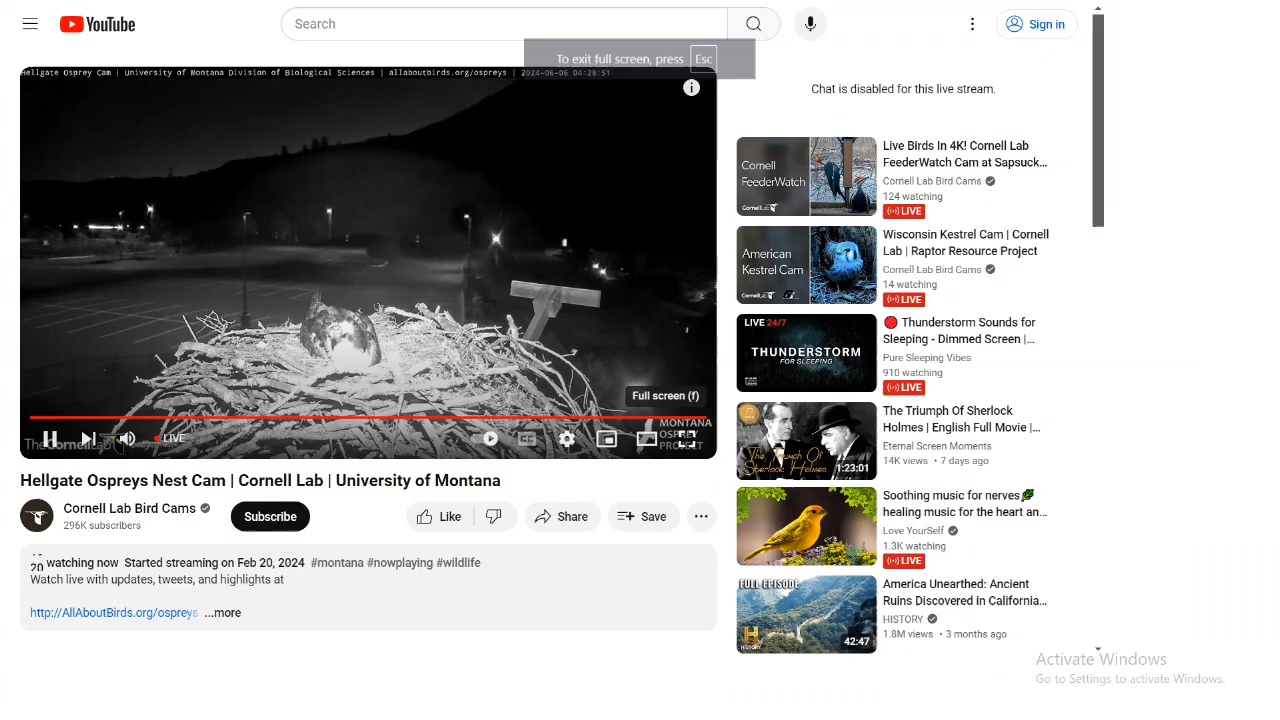 YouTube
Search
Sign in
To exit full screen, press Esc
Hellgate Osprey Cam | University of Montana Division of Biological Sciences | allaboutbirds.org/ospreys | 2024-06-06 04:28:51
Chat is disabled for this live stream.
Full screen (f)
MONTANA
OSPREY
PROJECT
LIVE
TheCornellLab
Hellgate Ospreys Nest Cam | Cornell Lab | University of Montana
Cornell Lab Bird Cams
296K subscribers
Subscribe
Like
Share
Save
20 watching now Started streaming on Feb 20, 2024 #montana #nowplaying #wildlife
Watch live with updates, tweets, and highlights at
http://AllAboutBirds.org/ospreys ...more
Cornell
FeederWatch
CornellLab
Live Birds In 4K! Cornell Lab
FeederWatch Cam at Sapsuck...
Cornell Lab Bird Cams
124 watching
LIVE
American
Kestrel Cam
CornellLab
Wisconsin Kestrel Cam | Cornell
Lab | Raptor Resource Project
Cornell Lab Bird Cams
14 watching
LIVE
LIVE 24/7
THUNDERSTORM
FOR SLEEPING
Thunderstorm Sounds for
Sleeping - Dimmed Screen |...
Pure Sleeping Vibes
910 watching
LIVE
The Triumph Of
Sherlock Holmes
1:23:01
The Triumph Of Sherlock
Holmes | English Full Movie |...
Eternal Screen Moments
14K views • 7 days ago
Soothing music for nerves
healing music for the heart an...
Love YourSelf
1.3K watching
LIVE
FULL EPISODE
H
HISTORY
42:47
America Unearthed: Ancient
Ruins Discovered in California...
HISTORY
1.8M views • 3 months ago
Activate Windows
Go to Settings to activate Windows.